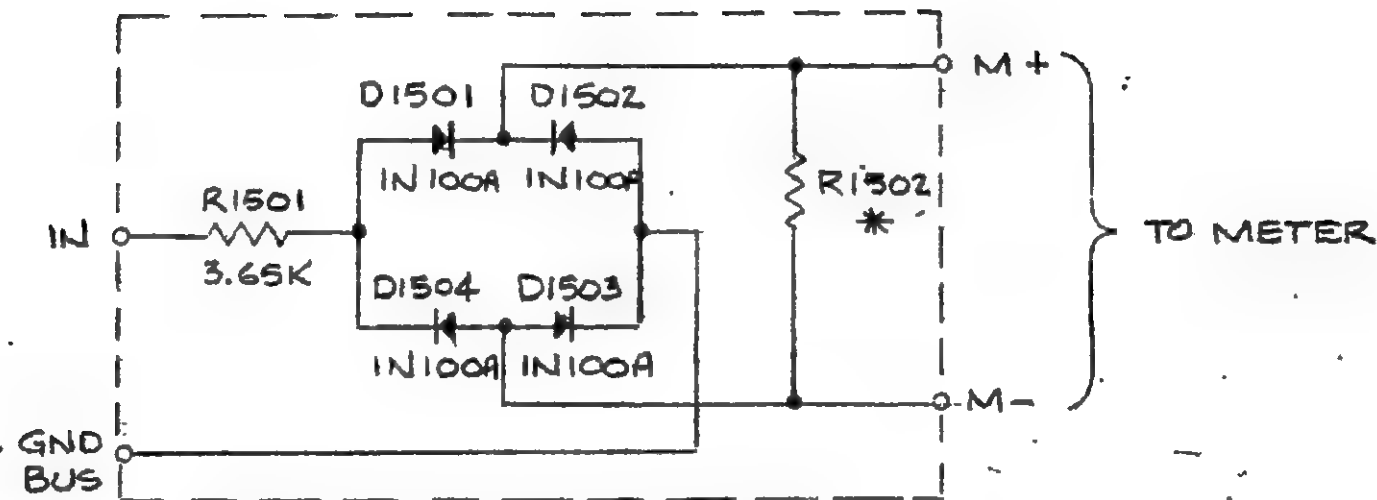 M+
D1501 D1502
IN100A IN100A
R1501
R1502
*
IN
TO METER
3.65K
D1504 D1503
IN100A IN100A
M-
GND
BUS